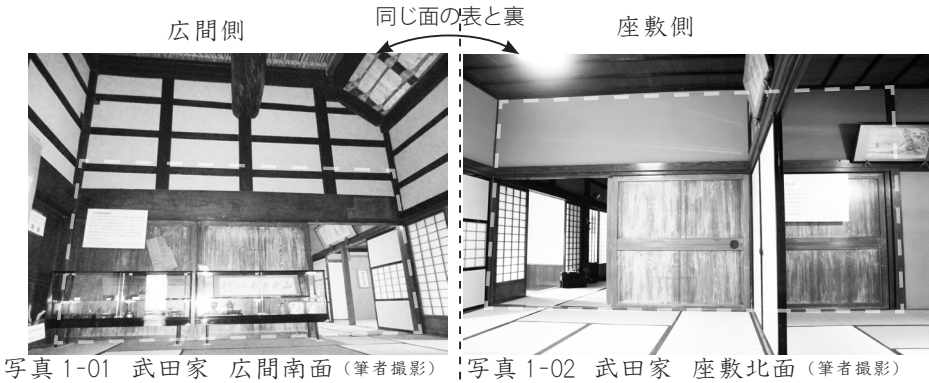 同じ面の表と裏
広間側
座敷側
写真 1-01 武田家 広間南面（筆者撮影）
写真 1-02 武田家 座敷北面（筆者撮影）